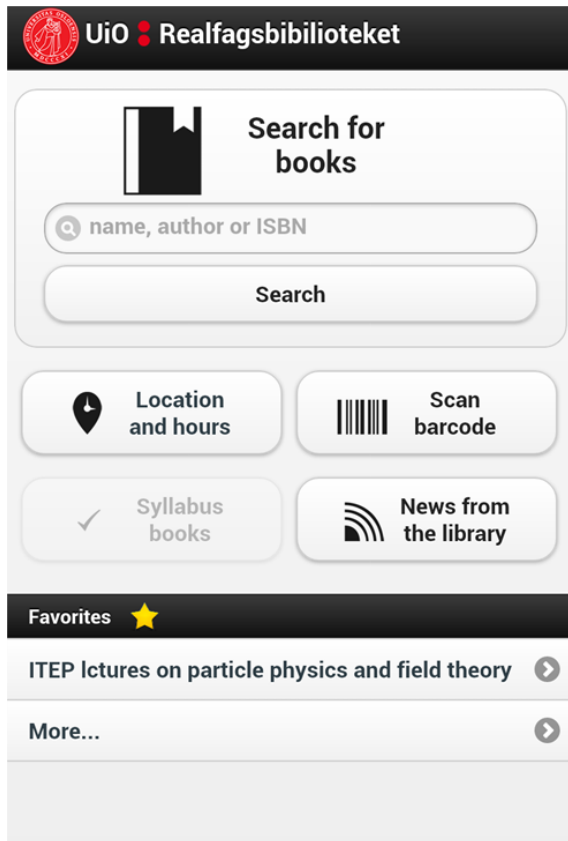 UiO : Realfagsbibilioteket
Search for
books
name, author or ISBN
Search
Location
and hours
Scan
barcode
Syllabus
books
News from
the library
Favorites
ITEP lctures on particle physics and field theory
More...